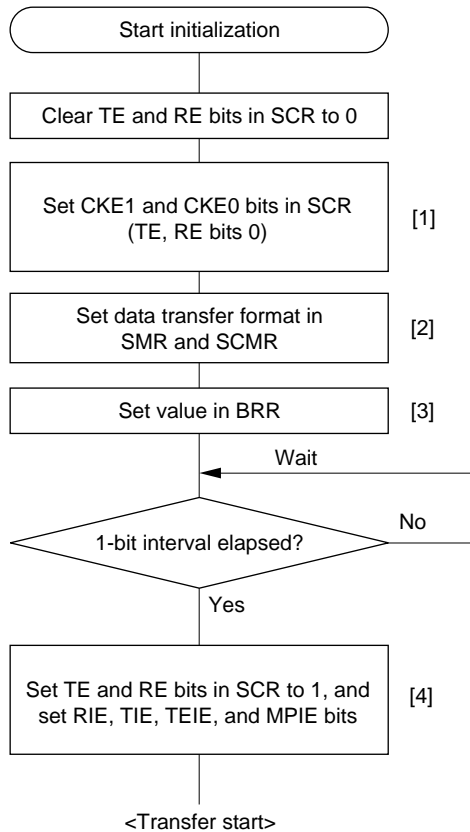 Start initialization
Clear TE and RE bits in SCR to 0
Set CKE1 and CKE0 bits in SCR
(TE, RE bits 0)
[1]
Set data transfer format in
SMR and SCMR
[2]
Set value in BRR
[3]
Wait
1-bit interval elapsed?
No
Yes
Set TE and RE bits in SCR to 1, and
set RIE, TIE, TEIE, and MPIE bits
[4]
<Transfer start>